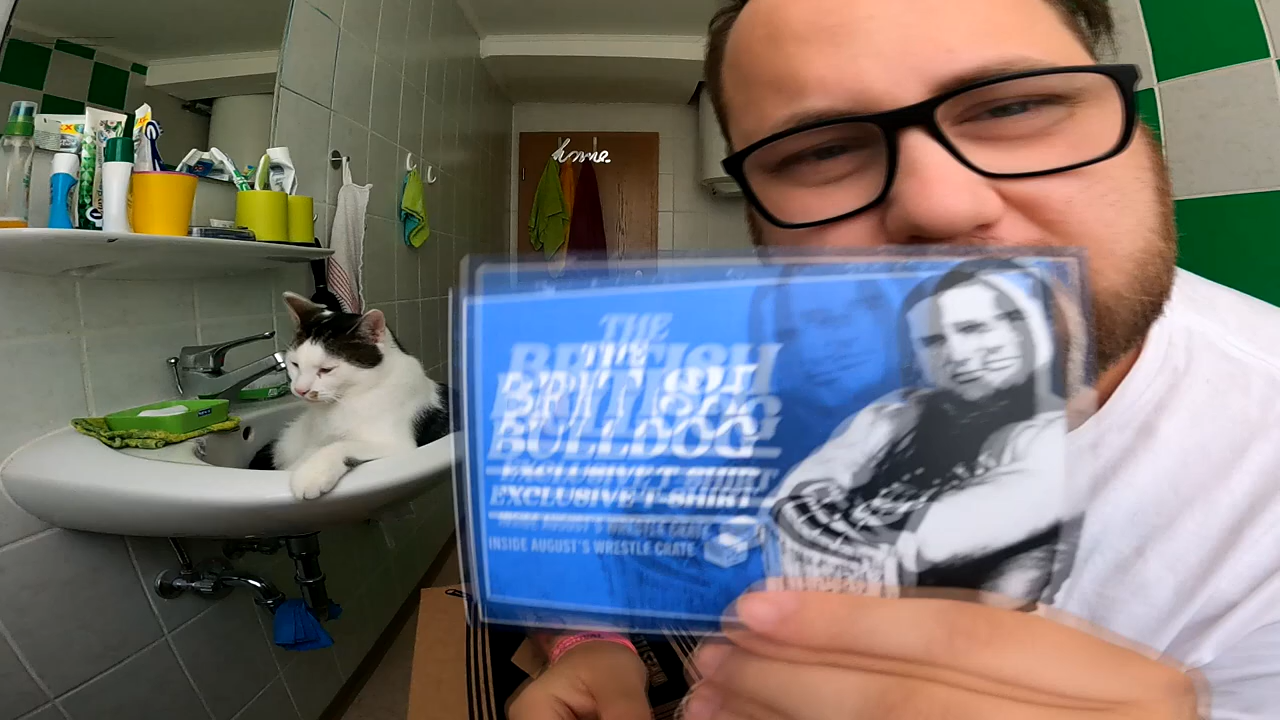 home
THE
BRITISH
BULLDOG
EXCLUSIVE T-SHIRT
INSIDE AUGUST'S WRESTLE CRATE